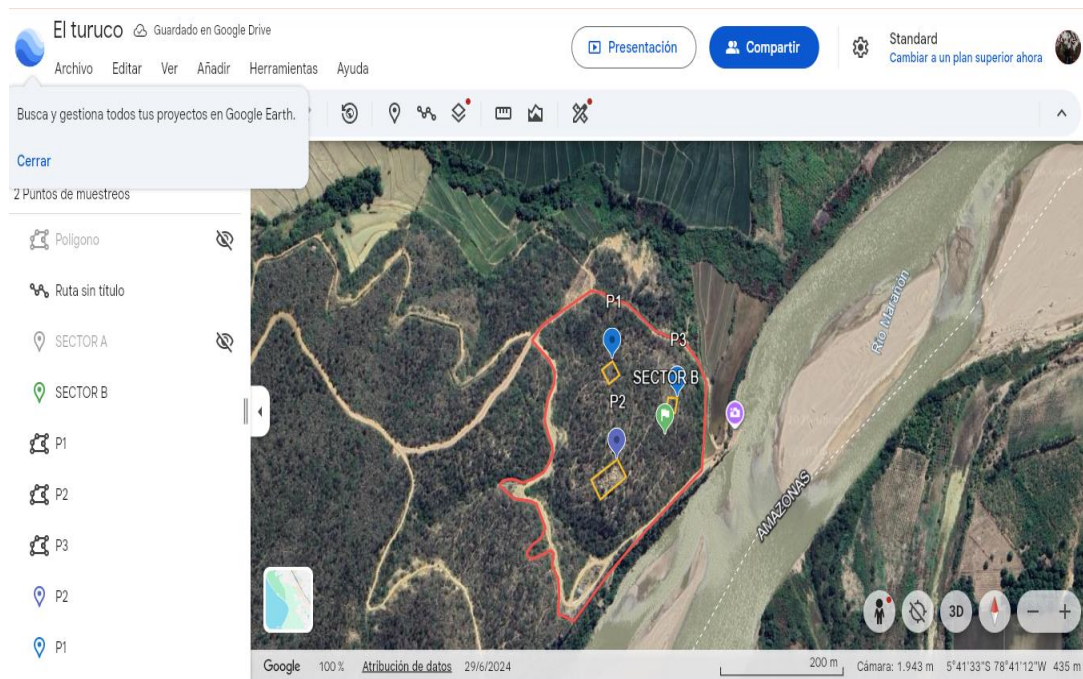 El turuco
Guardado en Google Drive
Archivo Editar Ver Añadir Herramientas Ayuda
Presentación
Compartir
Standard
Cambiar a un plan superior ahora
Busca y gestiona todos tus proyectos en Google Earth.
Cerrar
2 Puntos de muestreos
Polígono
Ruta sin título
SECTOR A
SECTOR B
P1
P2
P3
P2
P1
P1
P3
SECTOR B
P2
Río Marañón
AMAZONAS
3D
Google 100 % Atribución de datos 29/6/2024 200 m Cámara: 1.943 m 5°41'33"S 78°41'12"W 435 m